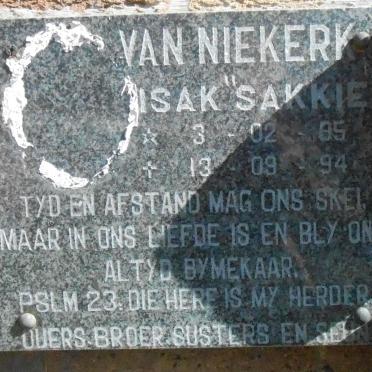 VAN NIEKERK
ISAK "SAKKIE
☆ 3 - 02 - 85
✝ 13 - 09 - 94
TYD EN AFSTAND MAG ONS SKEI,
MAAR IN ONS LIEFDE IS EN BLY ON
ALTYD BYMEKAAR.
PSLM 23. DIE HERE IS MY HERDER
OUERS. BROER. SUSTERS EN